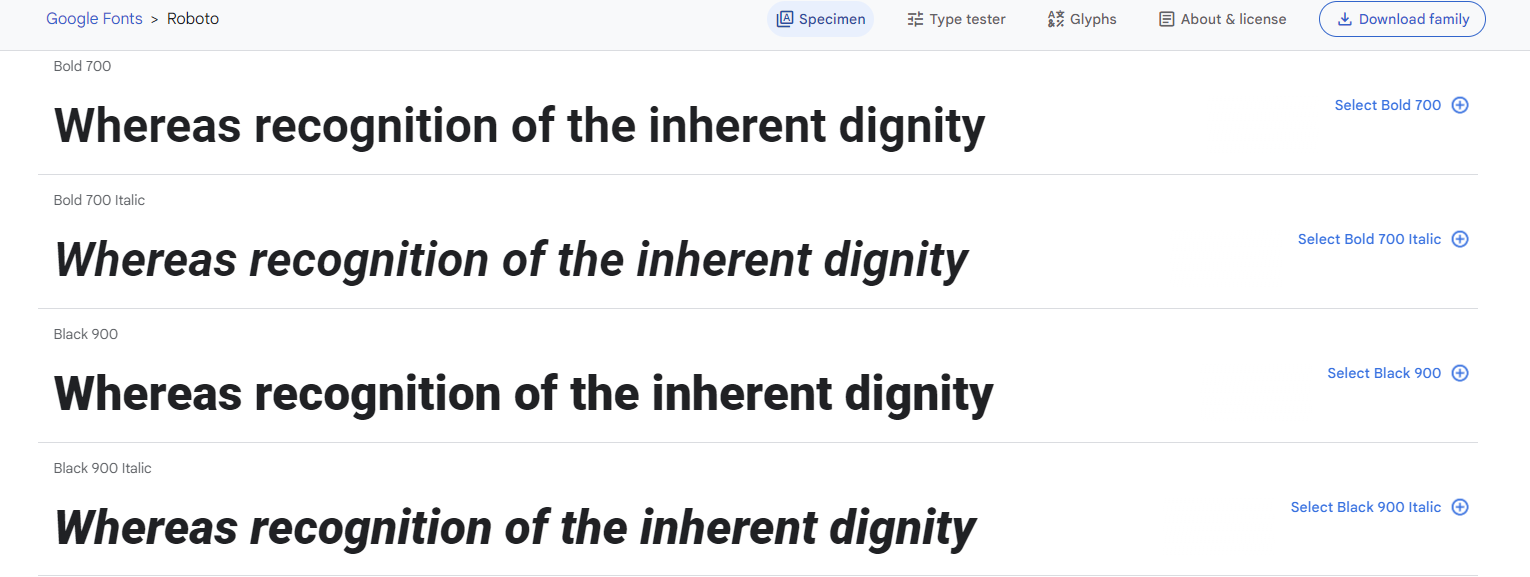 Google Fonts > Roboto Specimen Type tester Glyphs About & license Download family
Bold 700
Whereas recognition of the inherent dignity Select Bold 700
Bold 700 Italic
Whereas recognition of the inherent dignity Select Bold 700 Italic
Black 900
Whereas recognition of the inherent dignity Select Black 900
Black 900 Italic
Whereas recognition of the inherent dignity Select Black 900 Italic